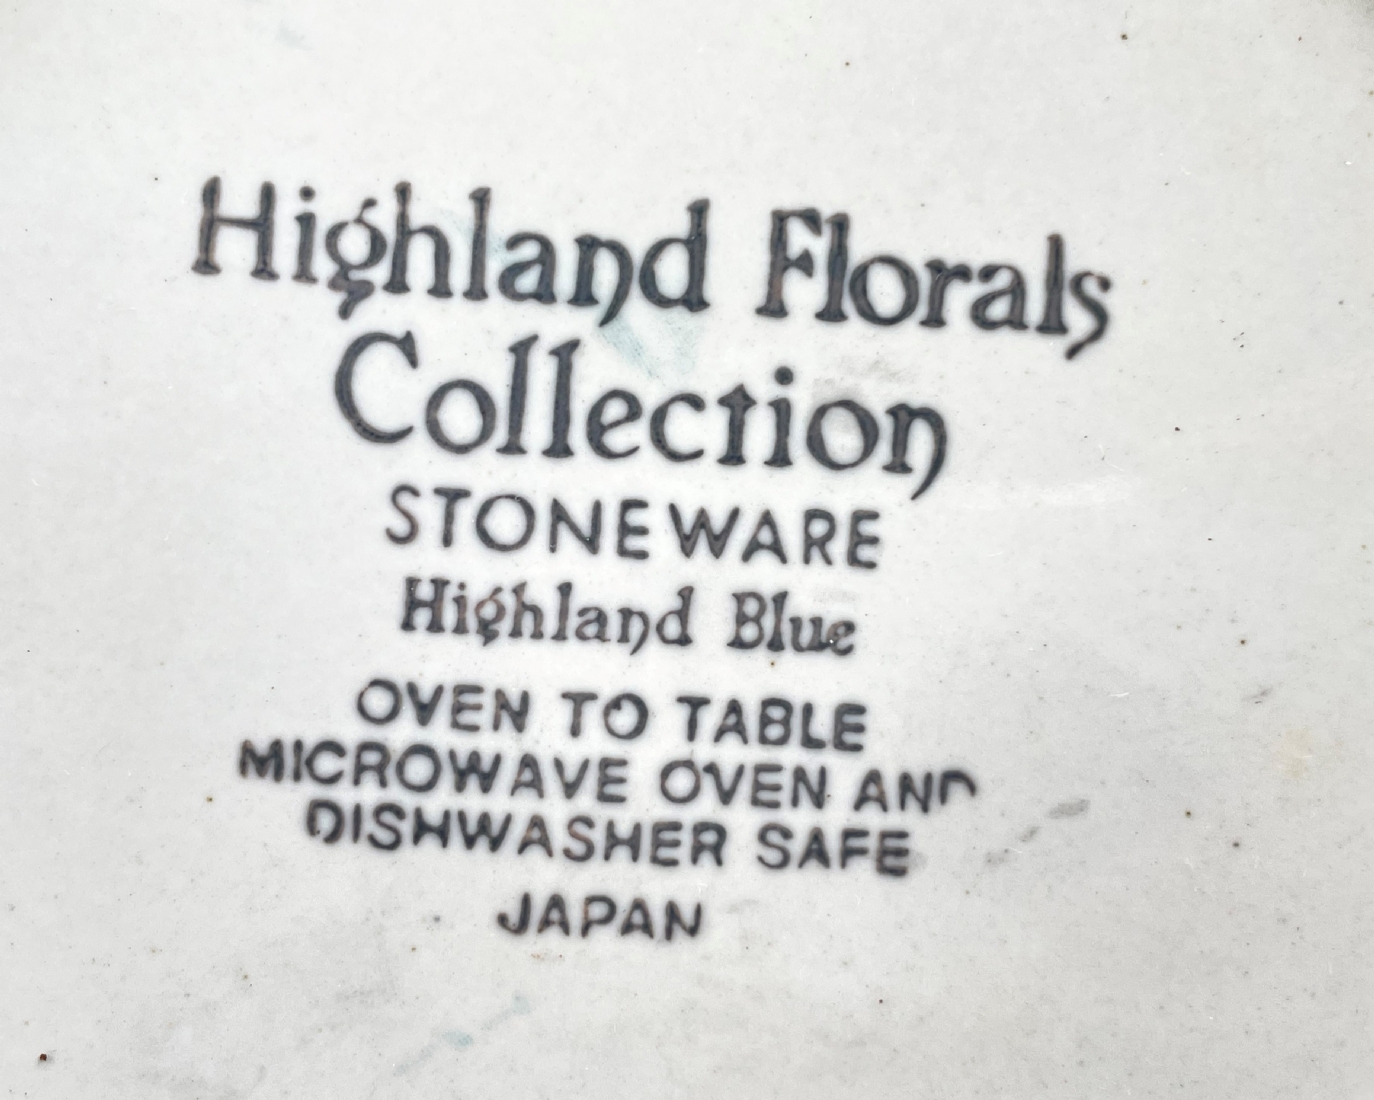 Highland Florals
Collection
STONEWARE
Highland Blue
OVEN TO TABLE
MICROWAVE OVEN AND
DISHWASHER SAFE
JAPAN